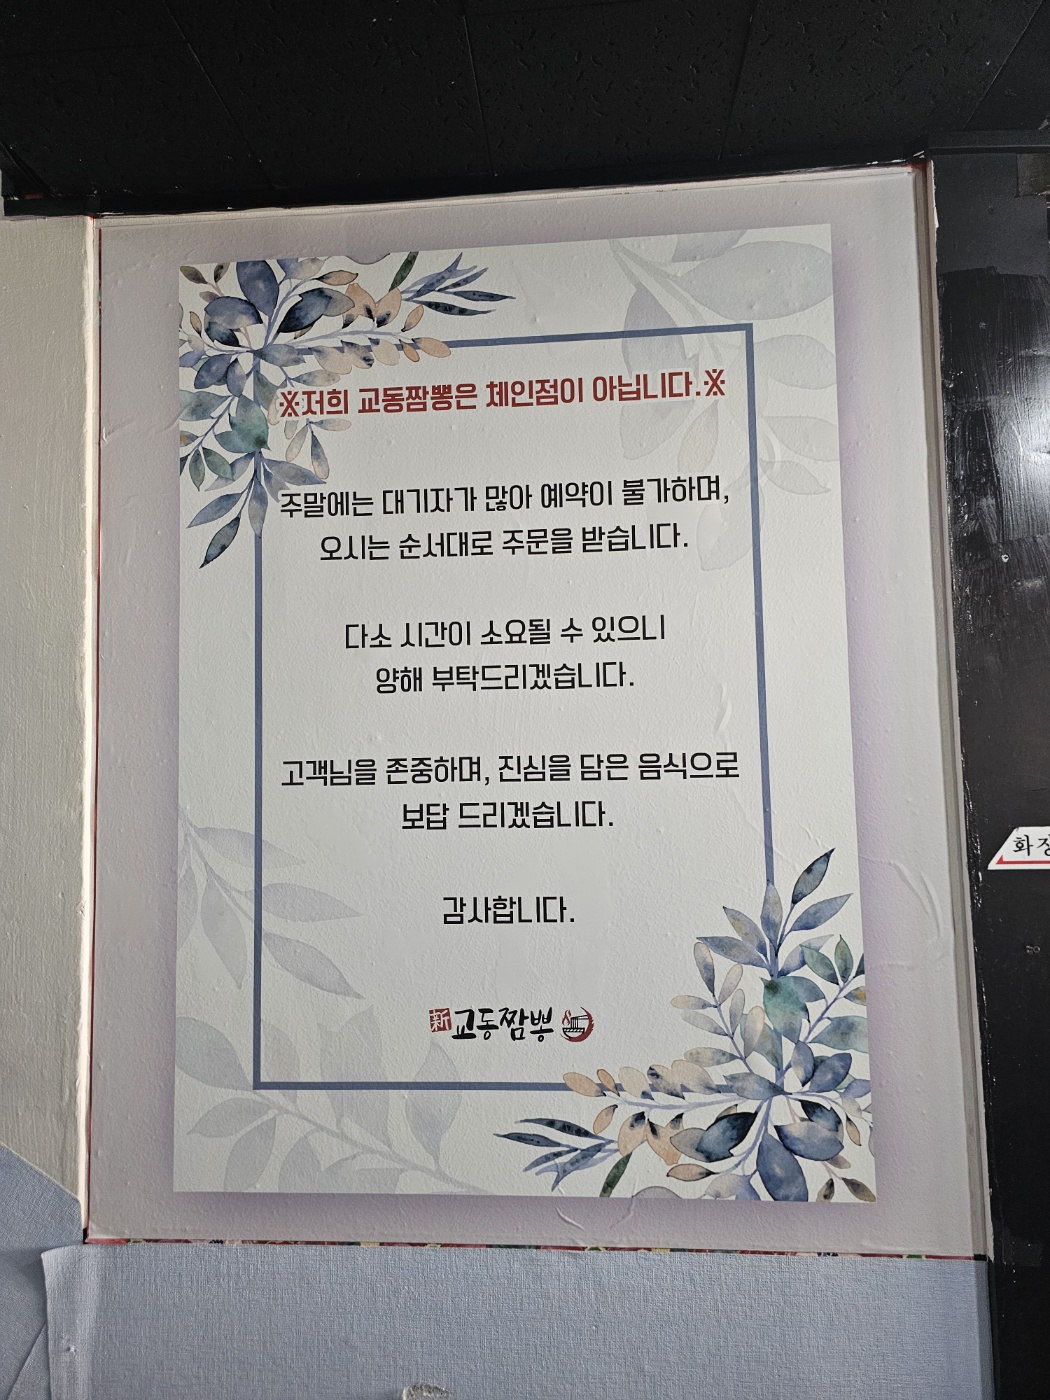 ※저희 교동짬뽕은 체인점이 아닙니다.※
주말에는 대기자가 많아 예약이 불가하며,
오시는 순서대로 주문을 받습니다.
다소 시간이 소요될 수 있으니
양해 부탁드리겠습니다.
고객님을 존중하며, 진심을 담은 음식으로
보답 드리겠습니다.
감사합니다.
新교동짬뽕
화장